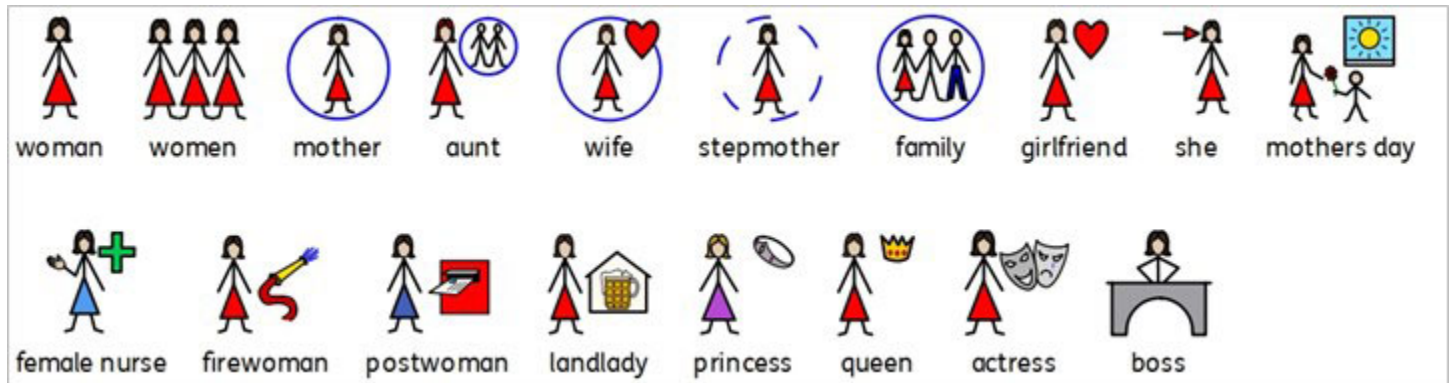 woman women mother aunt wife stepmother family girlfriend she mothers day
female nurse firewoman postwoman landlady princess queen actress boss